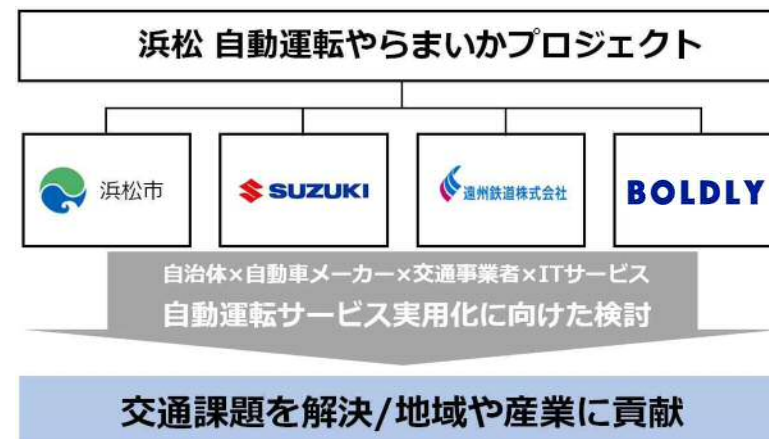 浜松 自動運転やらまいかプロジェクト
浜松市
SUZUKI
遠州鉄道株式会社
BOLDLY
自治体×自動車メーカー×交通事業者×ITサービス
自動運転サービス実用化に向けた検討
交通課題を解決/地域や産業に貢献